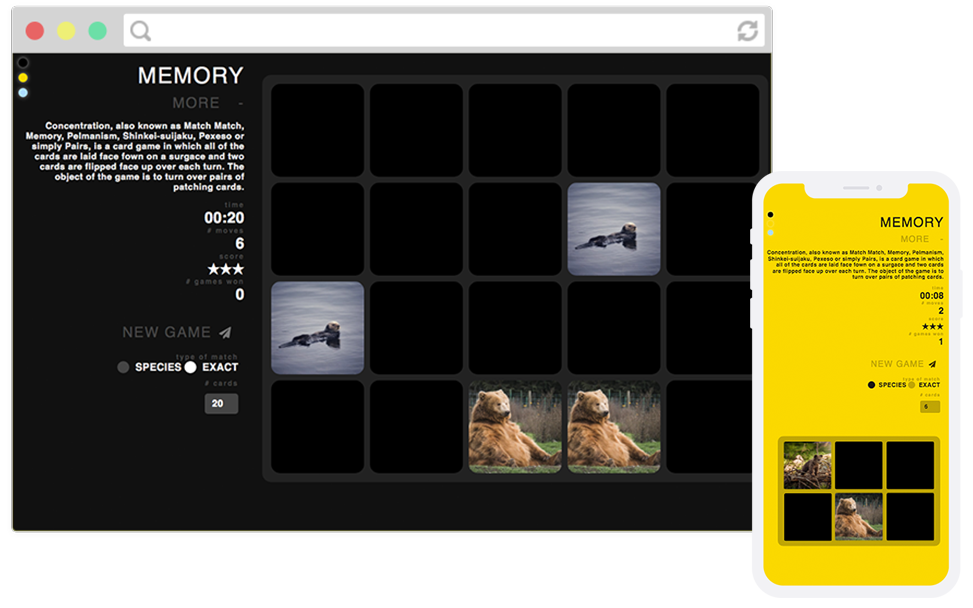 MEMORY
MORE -
Concentration, also known as Match Match,
Memory, Pelmanism, Shinkei-suijaku, Pexeso or
simply Pairs, is a card game in which all of the
cards are laid face fown on a surgace and two
cards are flipped face up over each turn. The
object of the game is to turn over pairs of
patching cards.
time
00:20
# moves
6
score
★★★
# games won
0
NEW GAME
type of match
SPECIES EXACT
# cards
20
MEMORY
MORE -
Concentration, also known as Match Match, Memory, Pelmanism,
Shinkei-suijaku, Pexeso or simply Pairs, is a card game in which
all of the cards are laid face fown on a surgace and two cards
are flipped face up over each turn. The object of the game is to
turn over pairs of patching cards.
time
00:08
# moves
2
score
★★★
# games won
1
NEW GAME
type of match
SPECIES EXACT
# cards
6